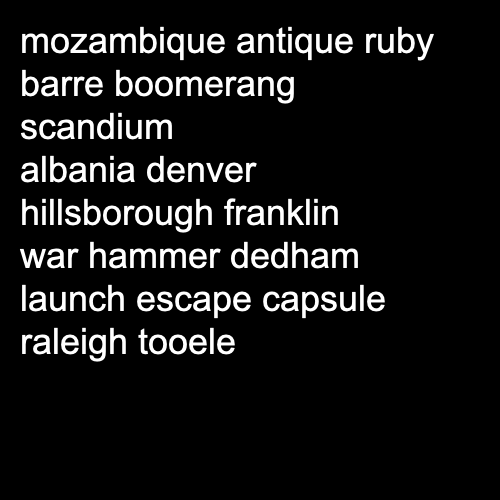 mozambique antique ruby
barre boomerang
scandium
albania denver
hillsborough franklin
war hammer dedham
launch escape capsule
raleigh tooele